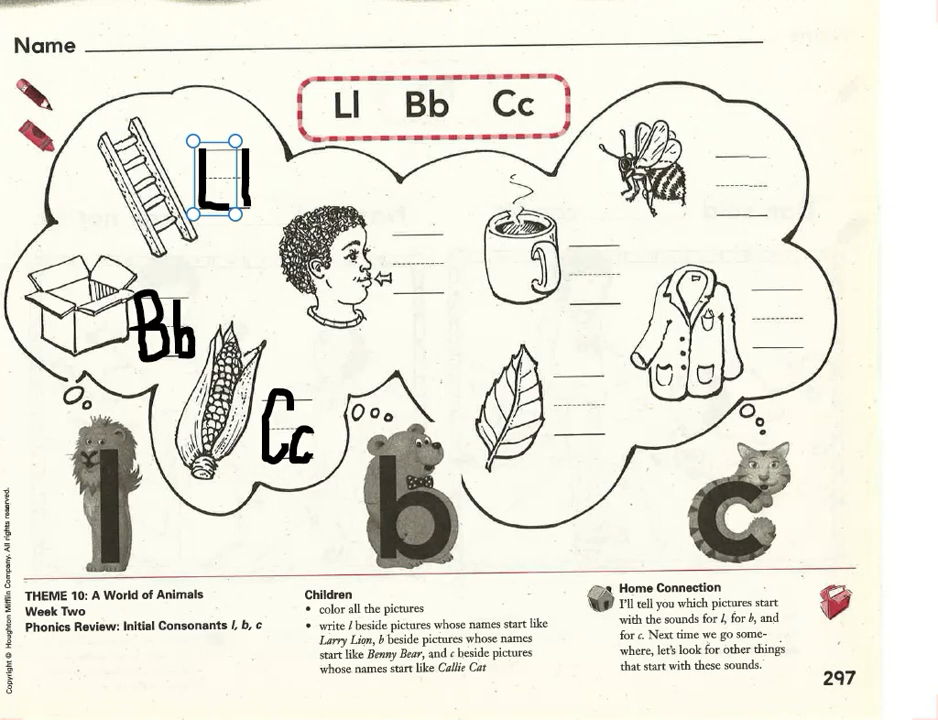 Name
Ll Bb Cc
Ll
Bb
Cc
l b c
THEME 10: A World of Animals
Week Two
Phonics Review: Initial Consonants l, b, c
Children
• color all the pictures
• write l beside pictures whose names start like
Larry Lion, b beside pictures whose names
start like Benny Bear, and c beside pictures
whose names start like Callie Cat
Home Connection
I'll tell you which pictures start
with the sounds for l, for b, and
for c. Next time we go some-
where, let's look for other things
that start with these sounds.
297
Copyright © Houghton Mifflin Company. All rights reserved.